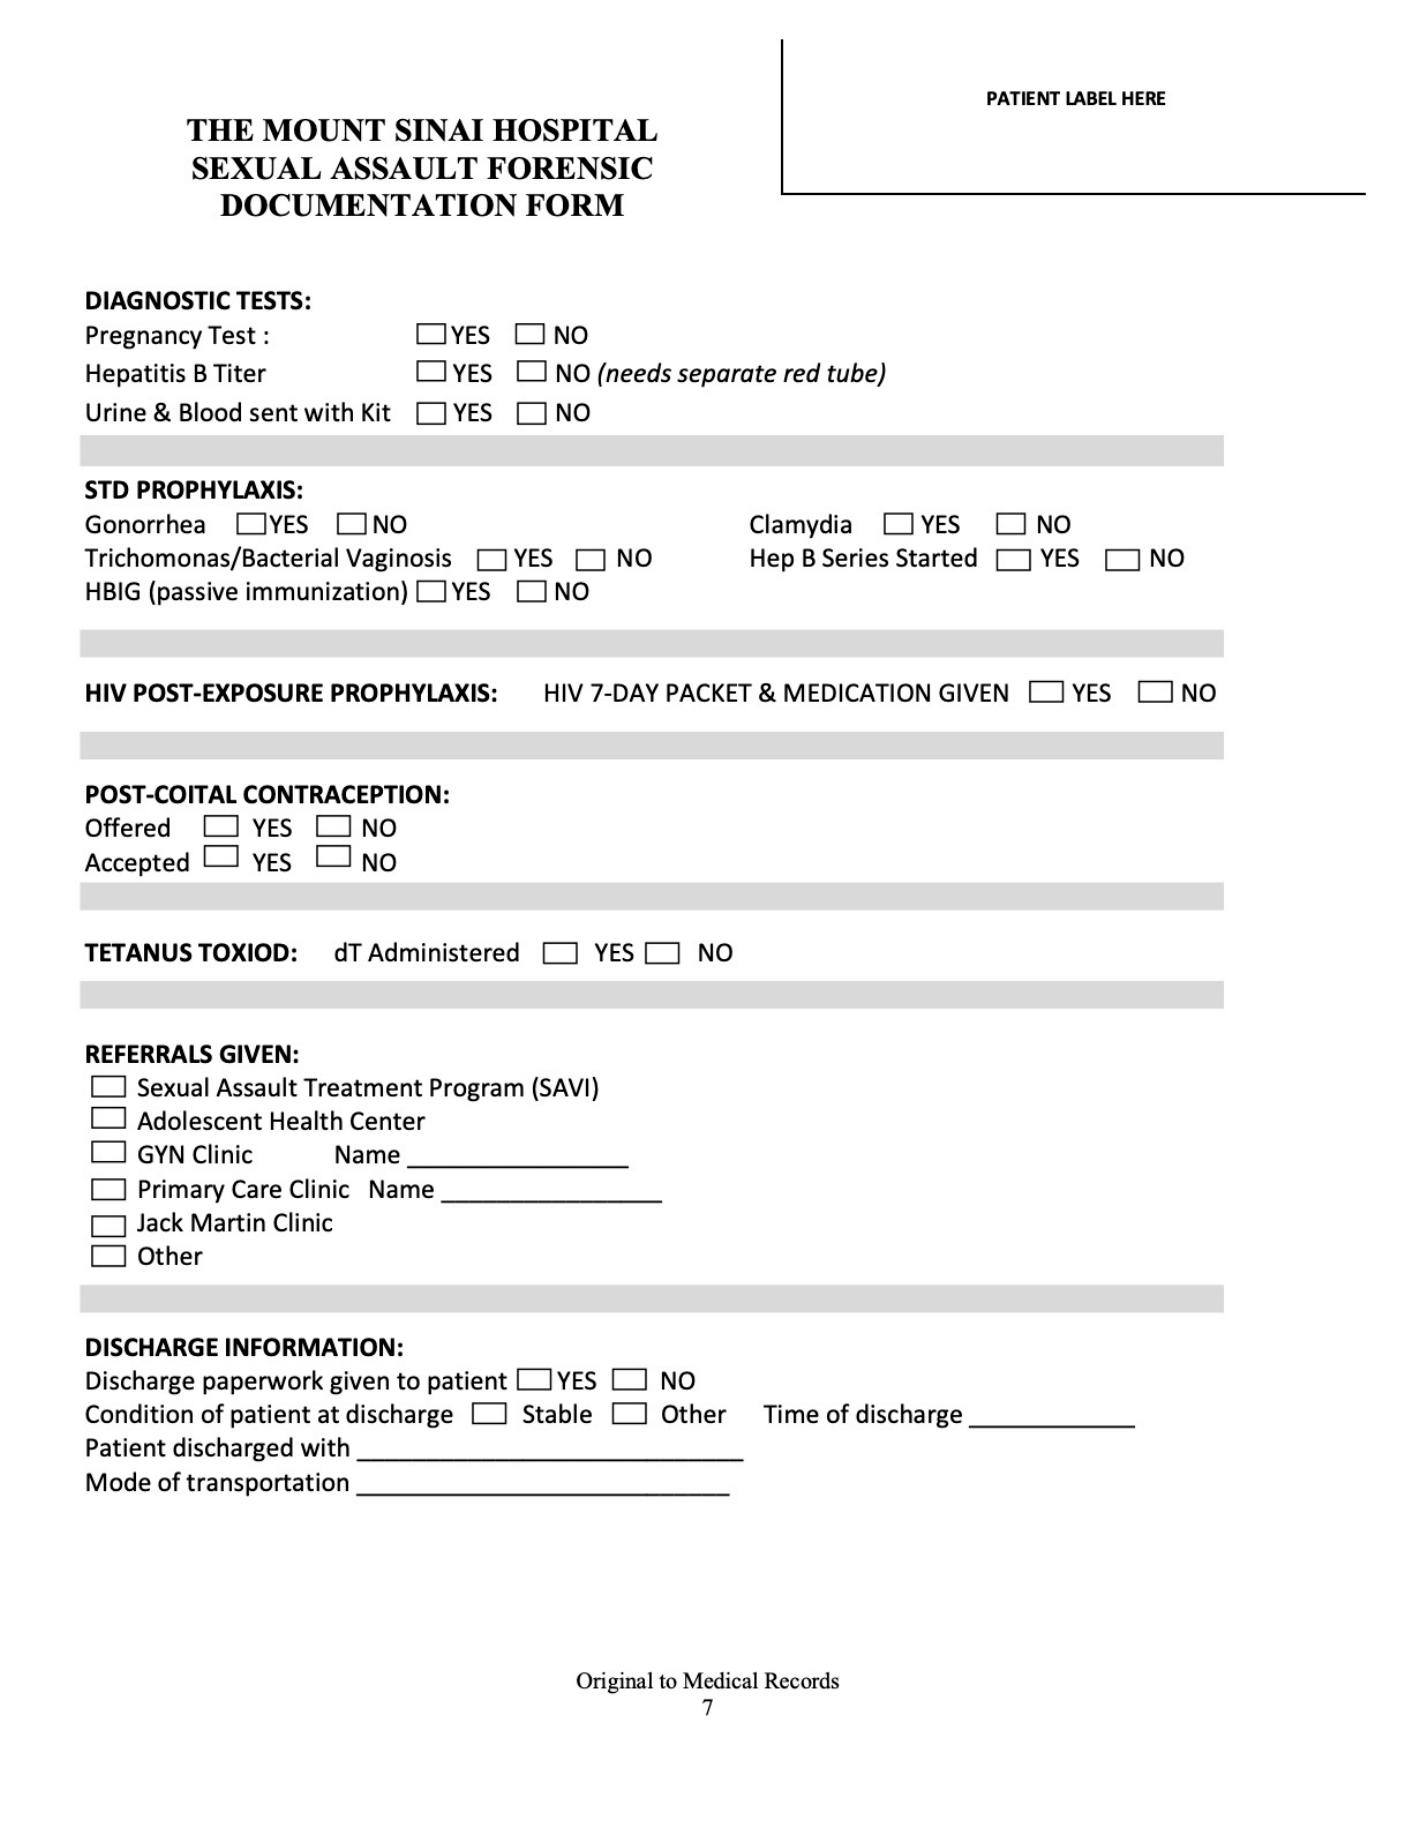 PATIENT LABEL HERE
THE MOUNT SINAI HOSPITAL
SEXUAL ASSAULT FORENSIC
DOCUMENTATION FORM
DIAGNOSTIC TESTS:
Pregnancy Test : YES NO
Hepatitis B Titer YES NO (needs separate red tube)
Urine & Blood sent with Kit YES NO
STD PROPHYLAXIS:
Gonorrhea YES NO Clamydia YES NO
Trichomonas/Bacterial Vaginosis YES NO Hep B Series Started YES NO
HBIG (passive immunization) YES NO
HIV POST-EXPOSURE PROPHYLAXIS: HIV 7-DAY PACKET & MEDICATION GIVEN YES NO
POST-COITAL CONTRACEPTION:
Offered YES NO
Accepted YES NO
TETANUS TOXIOD: dT Administered YES NO
REFERRALS GIVEN:
Sexual Assault Treatment Program (SAVI)
Adolescent Health Center
GYN Clinic Name ________________
Primary Care Clinic Name ________________
Jack Martin Clinic
Other
DISCHARGE INFORMATION:
Discharge paperwork given to patient YES NO
Condition of patient at discharge Stable Other Time of discharge ____________
Patient discharged with ____________________________
Mode of transportation ___________________________
Original to Medical Records
7